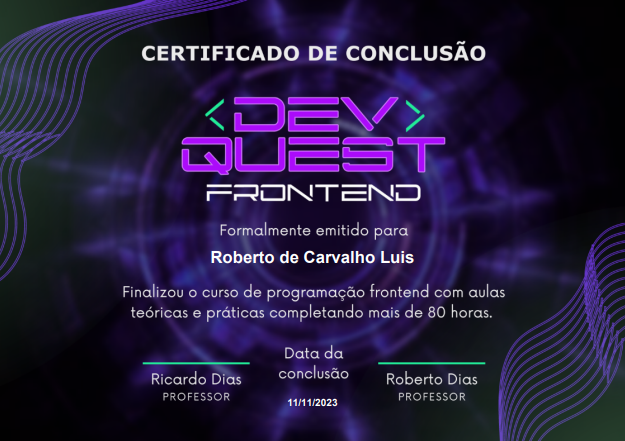 CERTIFICADO DE CONCLUSÃO
<DEV>
QUEST
FRONTEND
Formalmente emitido para
Roberto de Carvalho Luis
Finalizou o curso de programação frontend com aulas
teóricas e práticas completando mais de 80 horas.
Data da
conclusão
11/11/2023
Ricardo Dias
PROFESSOR
Roberto Dias
PROFESSOR